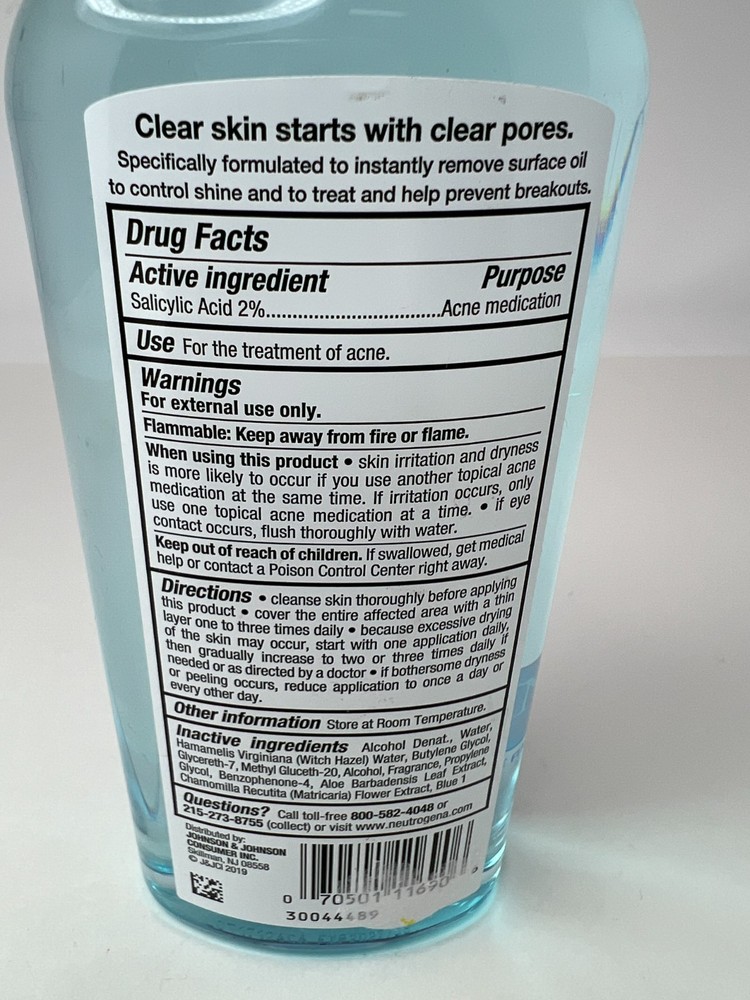 Clear skin starts with clear pores.
Specifically formulated to instantly remove surface oil
to control shine and to treat and help prevent breakouts.
Drug Facts
Active ingredient Purpose
Salicylic Acid 2%.......................................Acne medication
Use For the treatment of acne.
Warnings
For external use only.
Flammable: Keep away from fire or flame.
When using this product • skin irritation and dryness
is more likely to occur if you use another topical acne
medication at the same time. If irritation occurs, only
use one topical acne medication at a time. • if eye
contact occurs, flush thoroughly with water.
Keep out of reach of children. If swallowed, get medical
help or contact a Poison Control Center right away.
Directions • cleanse skin thoroughly before applying
this product • cover the entire affected area with a thin
layer one to three times daily • because excessive drying
of the skin may occur, start with one application daily,
then gradually increase to two or three times daily if
needed or as directed by a doctor • if bothersome dryness
or peeling occurs, reduce application to once a day or
every other day.
Other information Store at Room Temperature.
Inactive ingredients Alcohol Denat., Water,
Hamamelis Virginiana (Witch Hazel) Water, Butylene Glycol,
Glycereth-7, Methyl Gluceth-20, Alcohol, Fragrance, Propylene
Glycol, Benzophenone-4, Aloe Barbadensis Leaf Extract,
Chamomilla Recutita (Matricaria) Flower Extract, Blue 1
Questions? Call toll-free 800-582-4048 or
215-273-8755 (collect) or visit www.neutrogena.com
Distributed by:
JOHNSON & JOHNSON
CONSUMER INC.
Skillman, NJ 08558
© J&JCI 2019
0 70501 11690 9
30044489